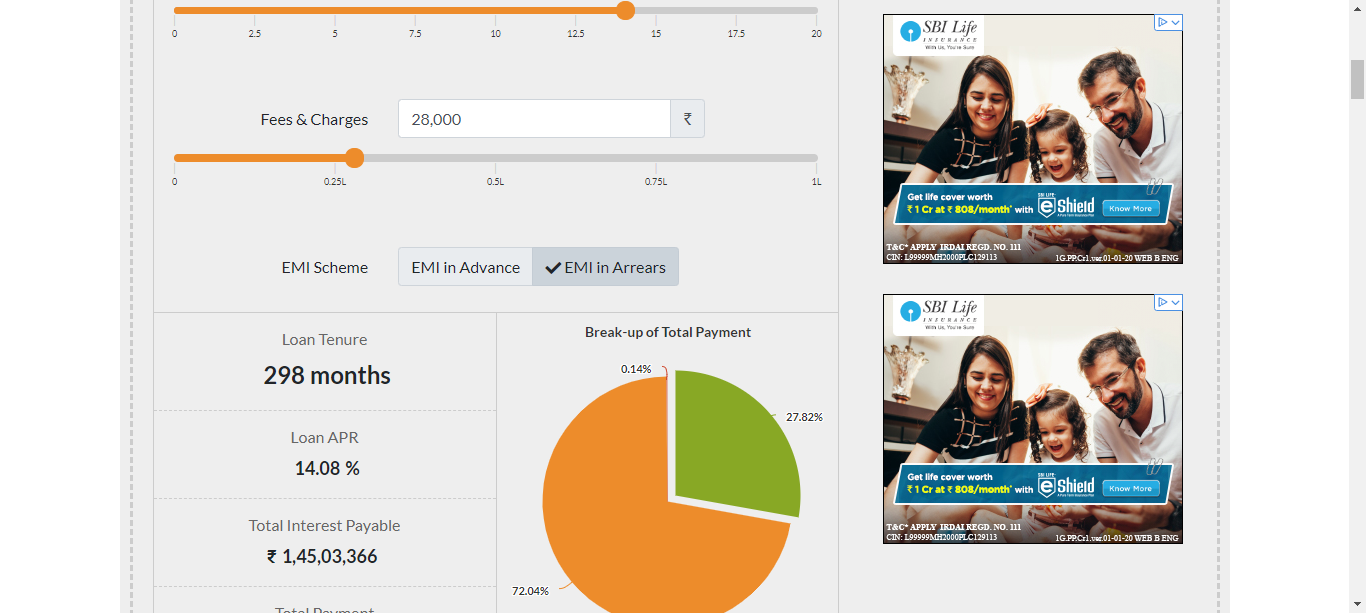 0 2.5 5 7.5 10 12.5 15 17.5 20
Fees & Charges 28,000 ₹
0 0.25L 0.5L 0.75L 1L
EMI Scheme EMI in Advance EMI in Arrears
Loan Tenure
298 months
Loan APR
14.08 %
Total Interest Payable
₹ 1,45,03,366
Total Payment
Break-up of Total Payment
0.14%
27.82%
72.04%
SBI Life
INSURANCE
With Us, You're Sure
Get life cover worth
₹ 1 Cr at ₹ 808/month* with
SBI LIFE-
eShield
Know More
T&C* APPLY IRDAI REGD. NO. 111
CIN: L99999MH2000PLC129113 1G.PP.Cr1.ver.01-01-20 WEB B ENG
SBI Life
INSURANCE
With Us, You're Sure
Get life cover worth
₹ 1 Cr at ₹ 808/month* with
SBI LIFE-
eShield
Know More
T&C* APPLY IRDAI REGD. NO. 111
CIN: L99999MH2000PLC129113 1G.PP.Cr1.ver.01-01-20 WEB B ENG